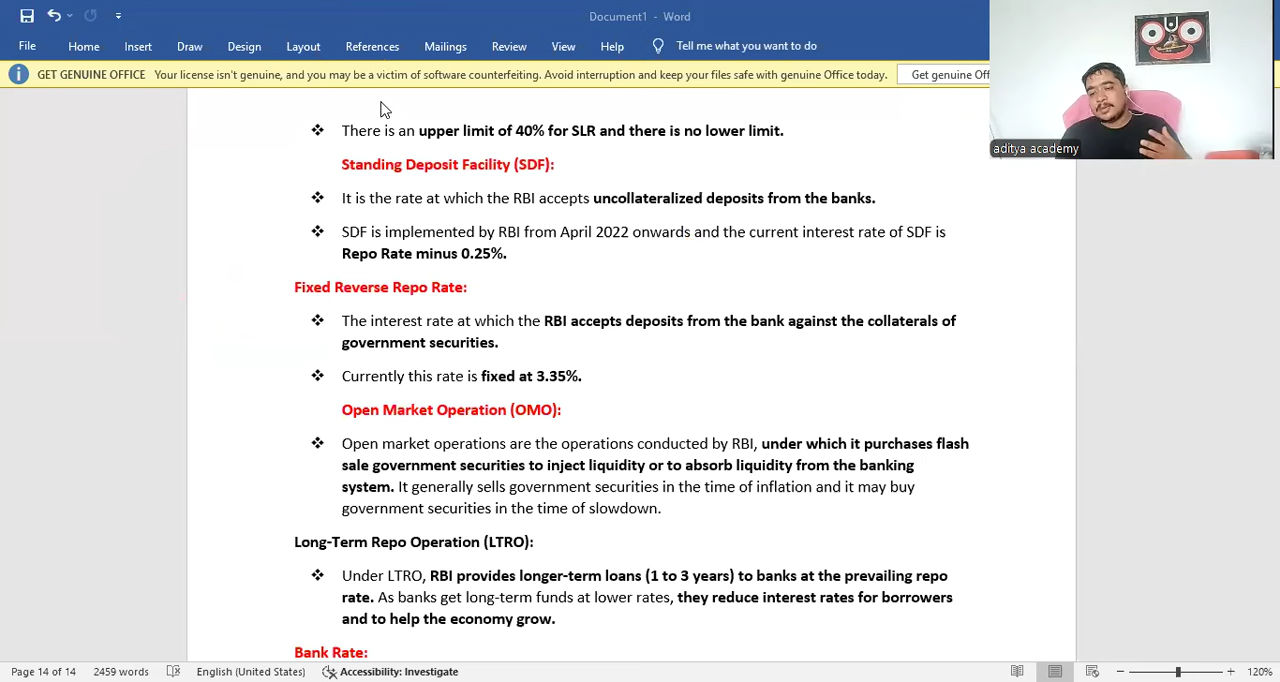 Document1 - Word
File Home Insert Draw Design Layout References Mailings Review View Help Tell me what you want to do
GET GENUINE OFFICE Your license isn't genuine, and you may be a victim of software counterfeiting. Avoid interruption and keep your files safe with genuine Office today. Get genuine Off
aditya academy
❖ There is an upper limit of 40% for SLR and there is no lower limit.
Standing Deposit Facility (SDF):
❖ It is the rate at which the RBI accepts uncollateralized deposits from the banks.
❖ SDF is implemented by RBI from April 2022 onwards and the current interest rate of SDF is
Repo Rate minus 0.25%.
Fixed Reverse Repo Rate:
❖ The interest rate at which the RBI accepts deposits from the bank against the collaterals of
government securities.
❖ Currently this rate is fixed at 3.35%.
Open Market Operation (OMO):
❖ Open market operations are the operations conducted by RBI, under which it purchases flash
sale government securities to inject liquidity or to absorb liquidity from the banking
system. It generally sells government securities in the time of inflation and it may buy
government securities in the time of slowdown.
Long-Term Repo Operation (LTRO):
❖ Under LTRO, RBI provides longer-term loans (1 to 3 years) to banks at the prevailing repo
rate. As banks get long-term funds at lower rates, they reduce interest rates for borrowers
and to help the economy grow.
Bank Rate:
Page 14 of 14 2459 words English (United States) Accessibility: Investigate 120%